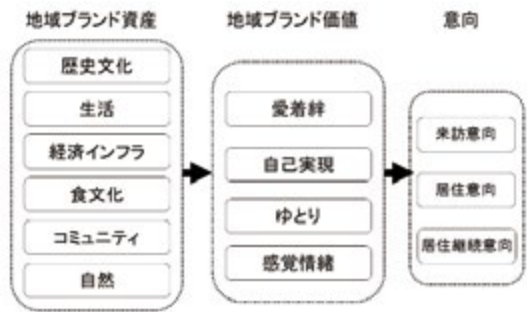 地域ブランド資産
歴史文化
生活
経済インフラ
食文化
コミュニティ
自然
地域ブランド価値
愛着絆
自己実現
ゆとり
感覚情緒
意向
来訪意向
居住意向
居住継続意向